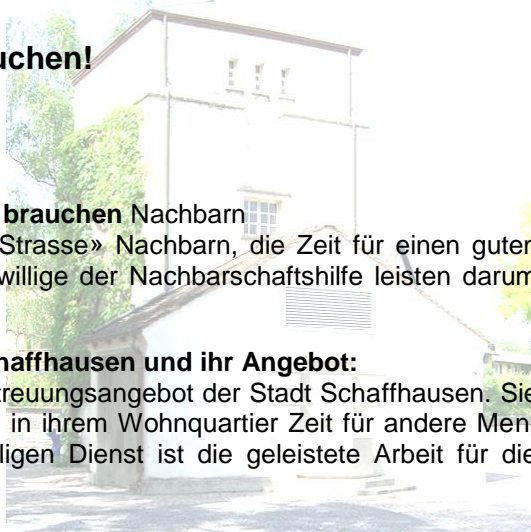 uchen!
brauchen Nachbarn
Strasse» Nachbarn, die Zeit für einen guten
willige der Nachbarschaftshilfe leisten darum
haffhausen und ihr Angebot:
treuungsangebot der Stadt Schaffhausen. Sie
in ihrem Wohnquartier Zeit für andere Men
ligen Dienst ist die geleistete Arbeit für die